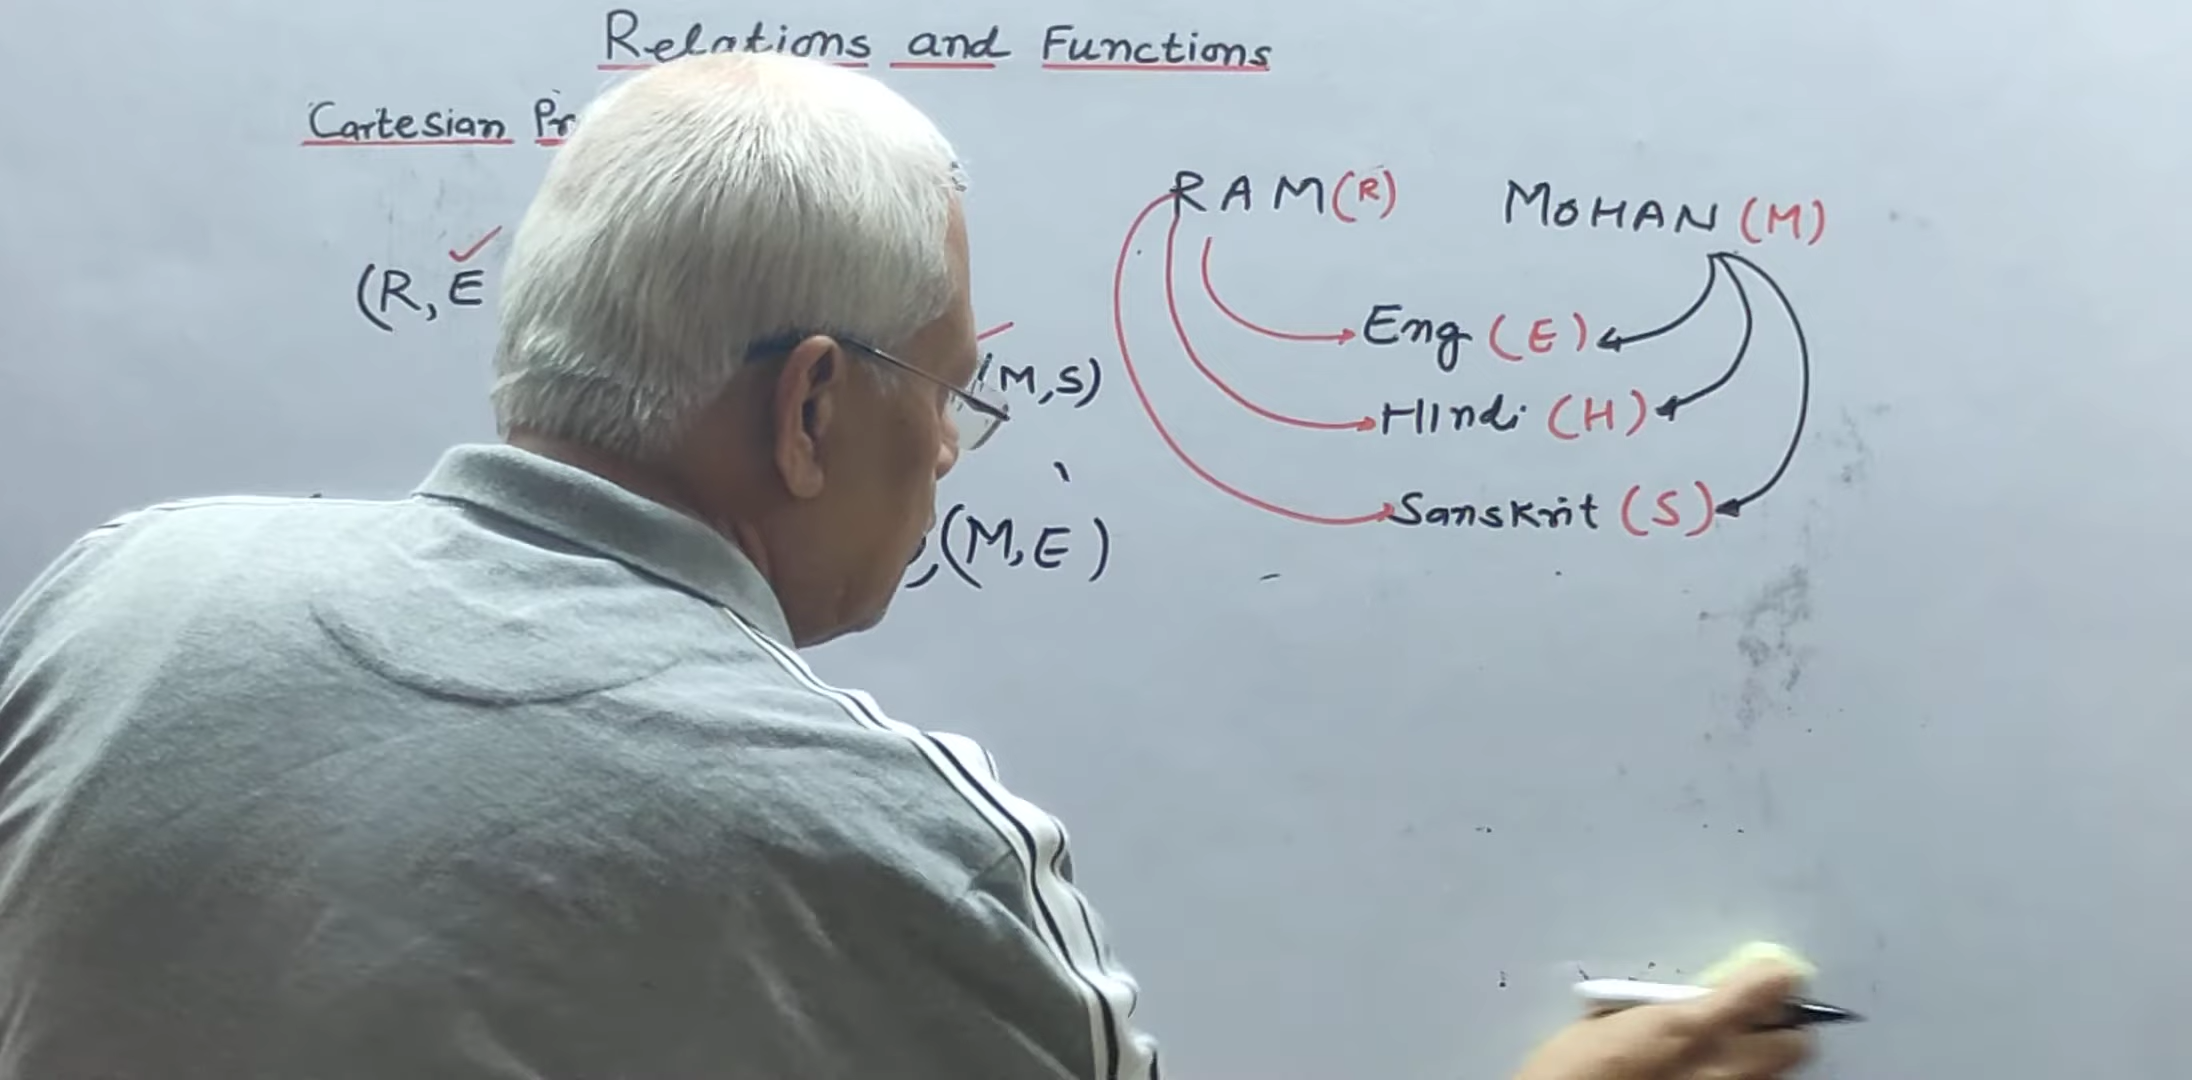 Relations and Functions
Cartesian
RAM(R) MOHAN (M)
(R, E
Eng (E)
(M,S)
HIndi (H)
Sanskrit (S)
,(M,E)